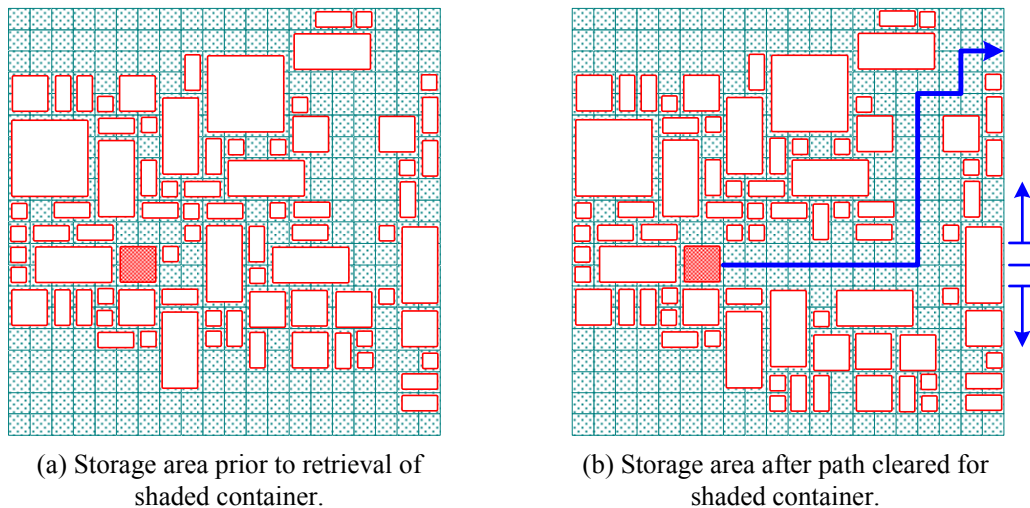 (a) Storage area prior to retrieval of
shaded container.
(b) Storage area after path cleared for
shaded container.